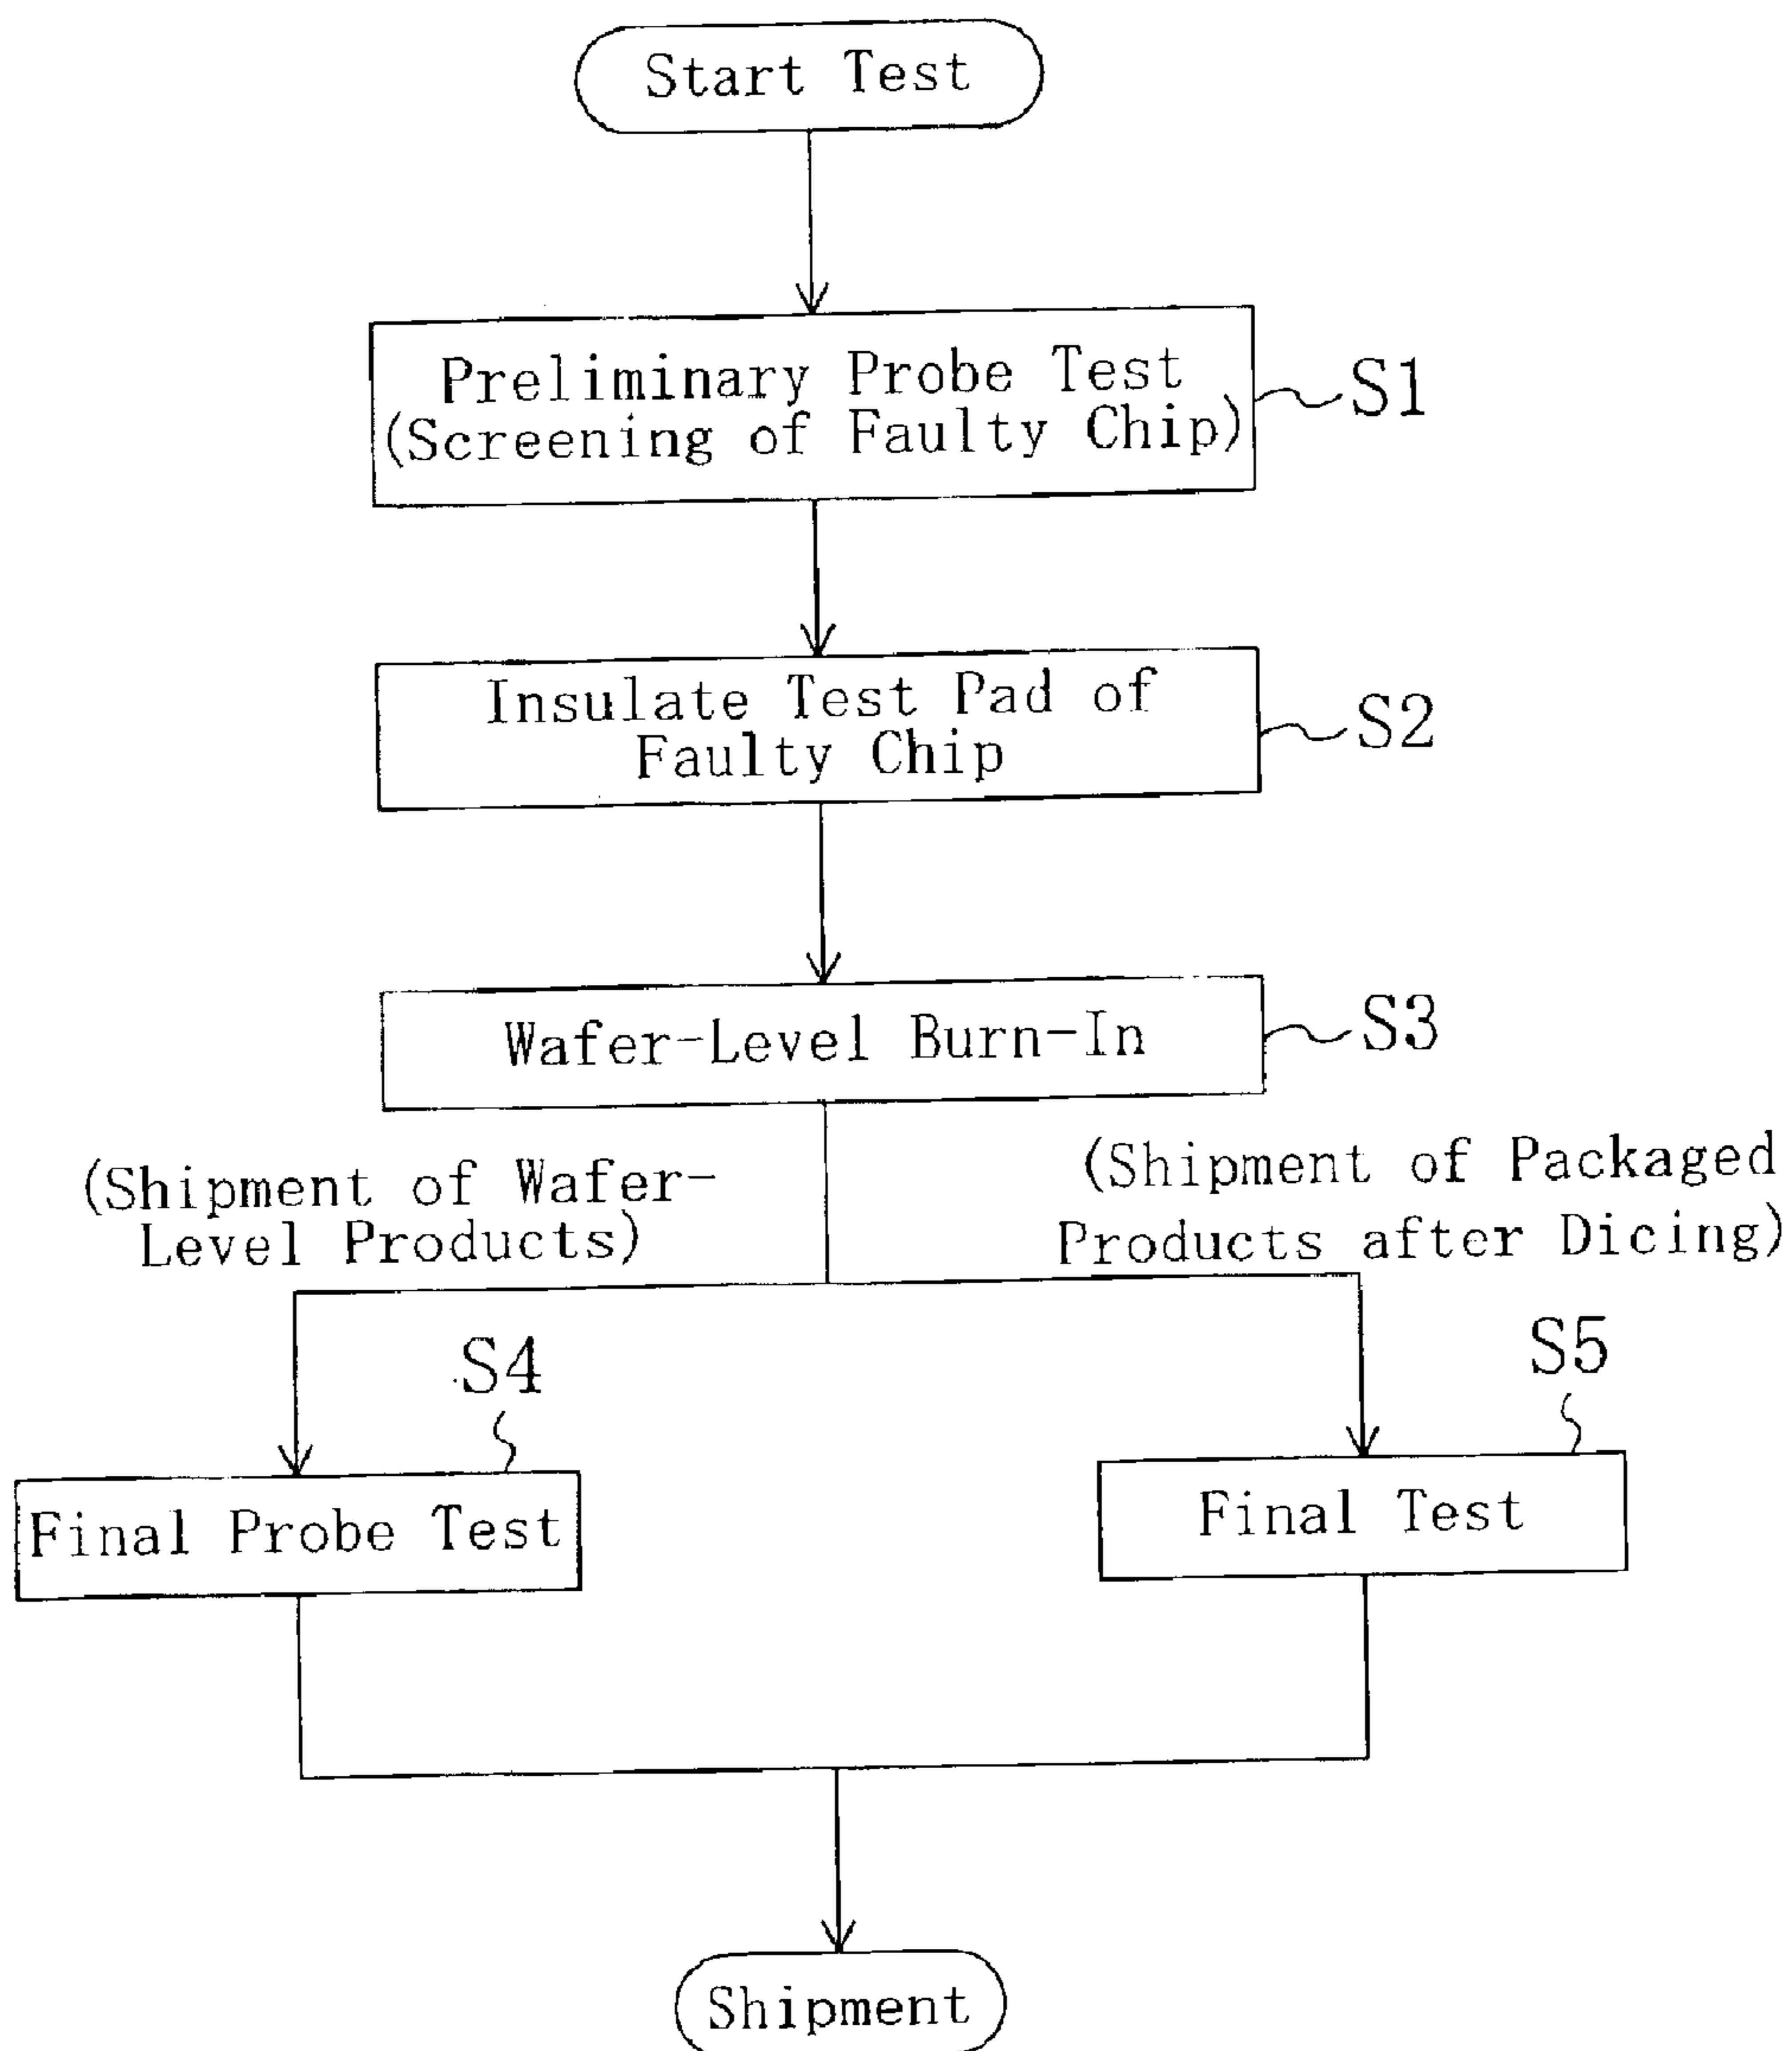 Start Test
Preliminary Probe Test
(Screening of Faulty Chip)
S1
Insulate Test Pad of
Faulty Chip
S2
Wafer-Level Burn-In
S3
(Shipment of Wafer-
Level Products)
(Shipment of Packaged
Products after Dicing)
S4
S5
Final Probe Test
Final Test
Shipment